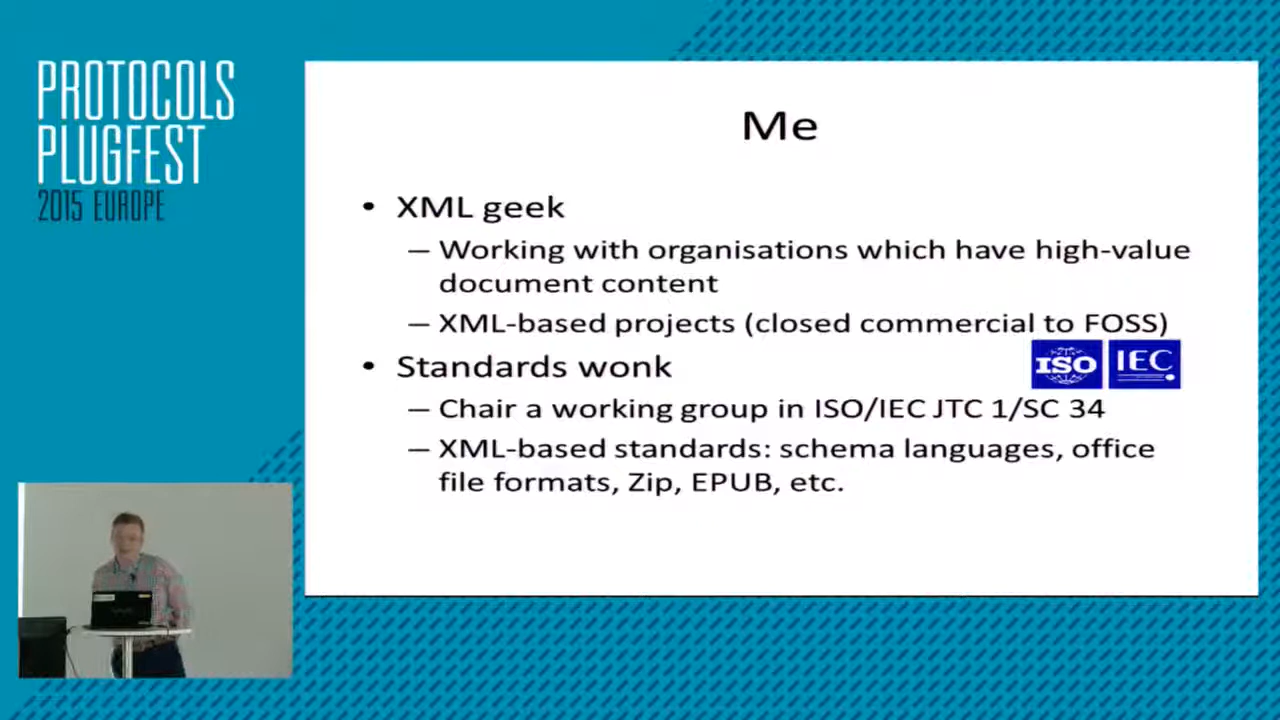 PROTOCOLS
PLUGFEST
2015 EUROPE
Me
• XML geek
– Working with organisations which have high-value
document content
– XML-based projects (closed commercial to FOSS)
• Standards wonk
ISO IEC
– Chair a working group in ISO/IEC JTC 1/SC 34
– XML-based standards: schema languages, office
file formats, Zip, EPUB, etc.